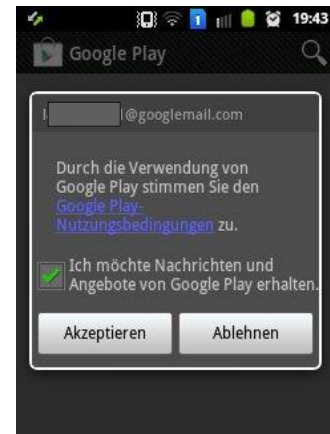 1 19:43
Google Play
@googlemail.com
Durch die Verwendung von
Google Play stimmen Sie den
Google Play-
Nutzungsbedingungen zu.
Ich möchte Nachrichten und
Angebote von Google Play erhalten.
Akzeptieren Ablehnen